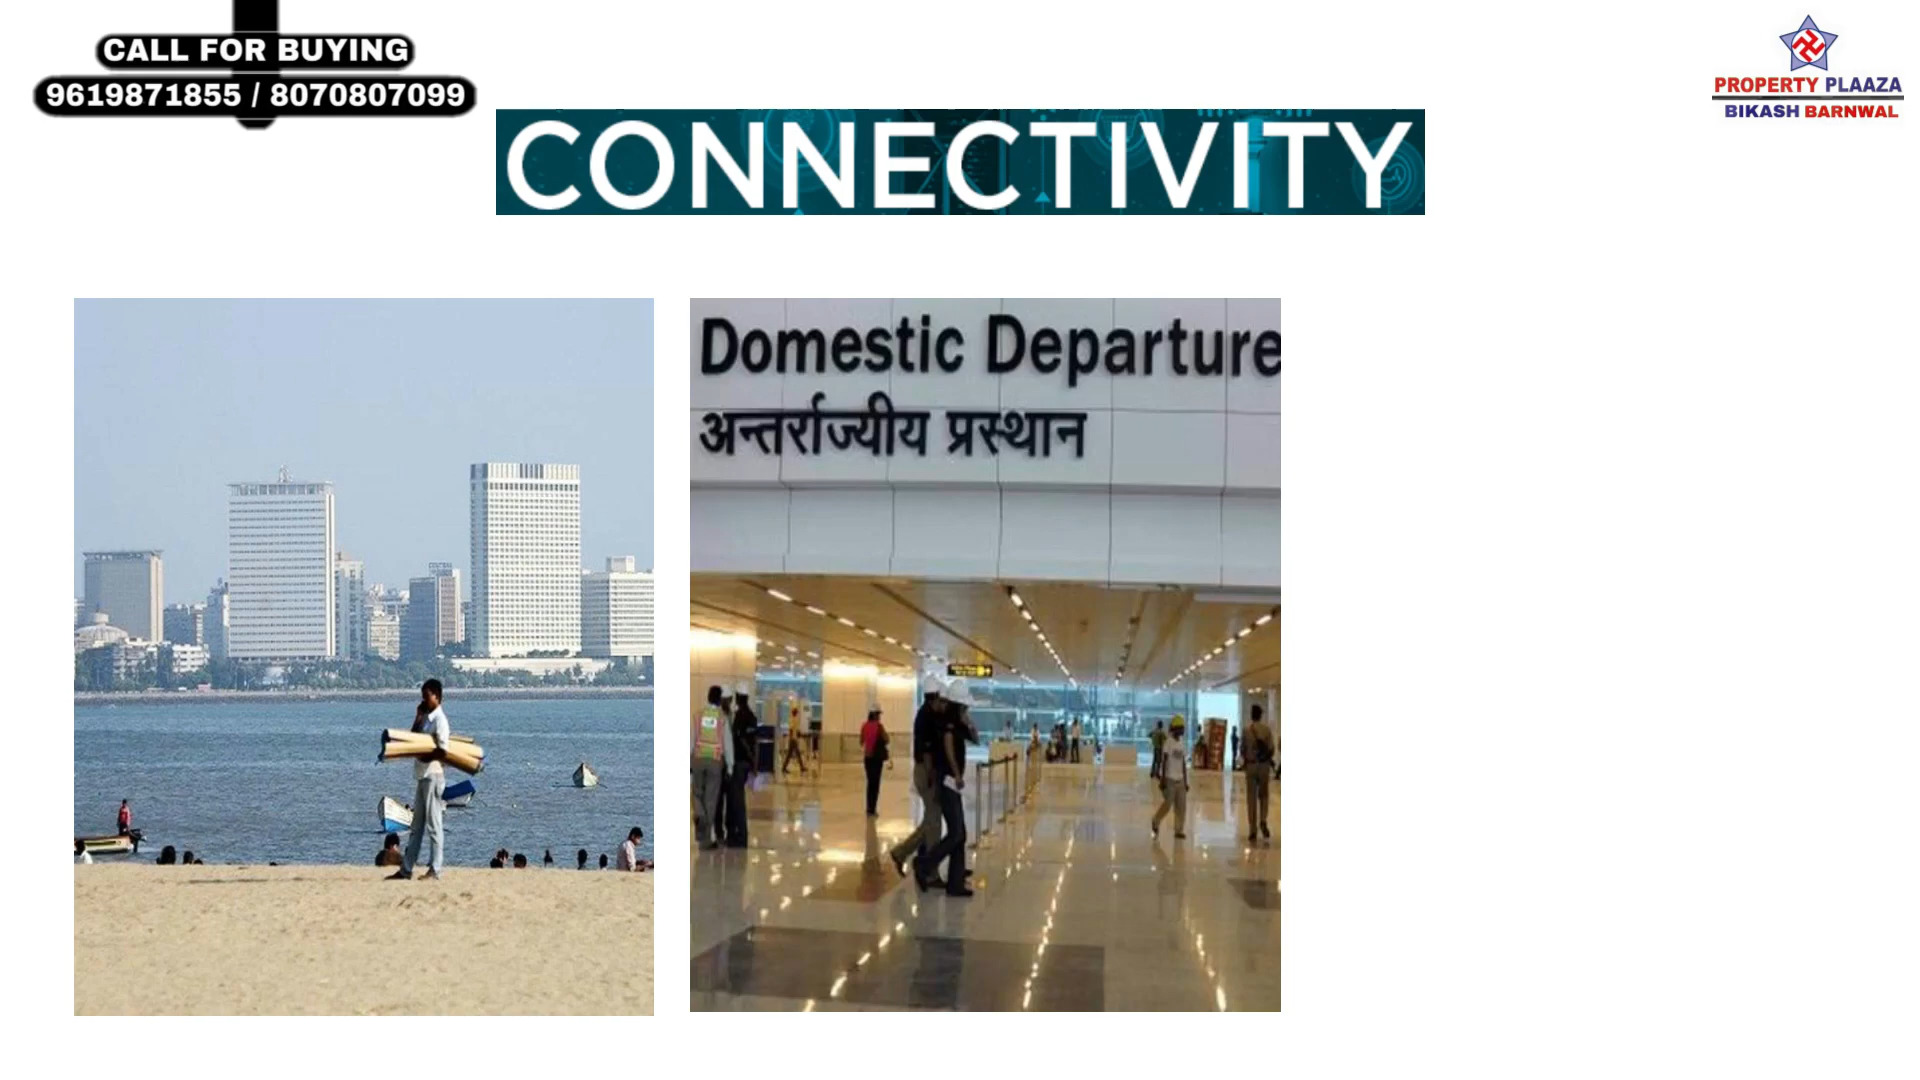 CALL FOR BUYING
9619871855 / 8070807099
PROPERTY PLAAZA
BIKASH BARNWAL
CONNECTIVITY
Domestic Departure
अन्तर्राज्यीय प्रस्थान